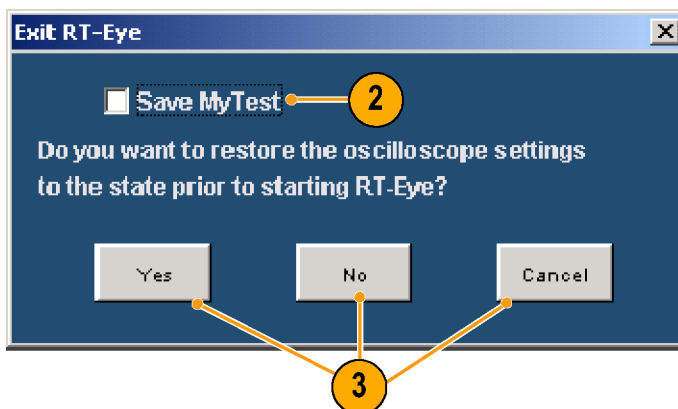 Exit RT-Eye
Save MyTest
2
Do you want to restore the oscilloscope settings
to the state prior to starting RT-Eye?
Yes No Cancel
3